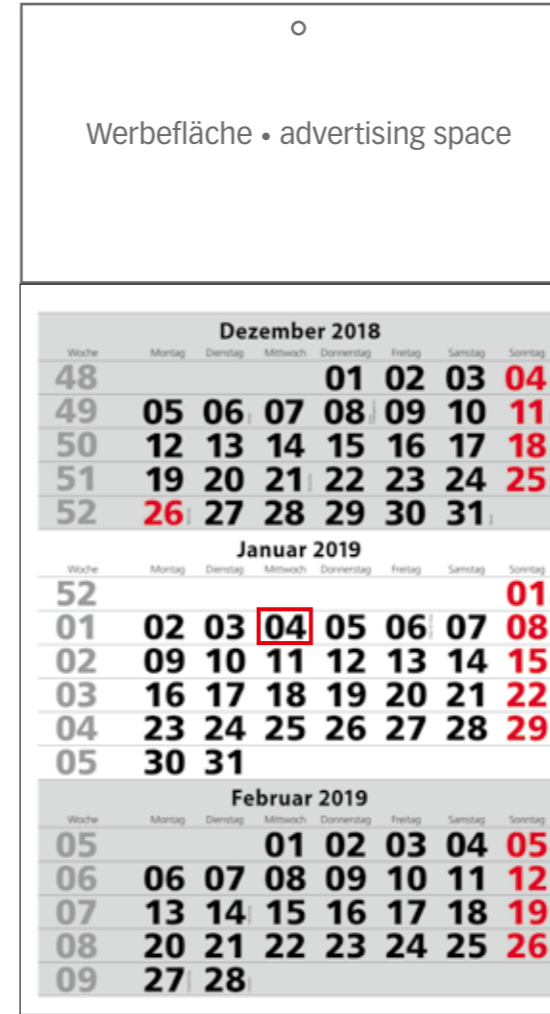 Werbefläche • advertising space
Dezember 2018
Woche Montag Dienstag Mittwoch Donnerstag Freitag Samstag Sonntag
48 01 02 03 04
49 05 06 07 08 09 10 11
50 12 13 14 15 16 17 18
51 19 20 21 22 23 24 25
52 26 27 28 29 30 31
Januar 2019
Woche Montag Dienstag Mittwoch Donnerstag Freitag Samstag Sonntag
52 01
01 02 03 04 05 06 07 08
02 09 10 11 12 13 14 15
03 16 17 18 19 20 21 22
04 23 24 25 26 27 28 29
05 30 31
Februar 2019
Woche Montag Dienstag Mittwoch Donnerstag Freitag Samstag Sonntag
05 01 02 03 04 05
06 06 07 08 09 10 11 12
07 13 14 15 16 17 18 19
08 20 21 22 23 24 25 26
09 27 28